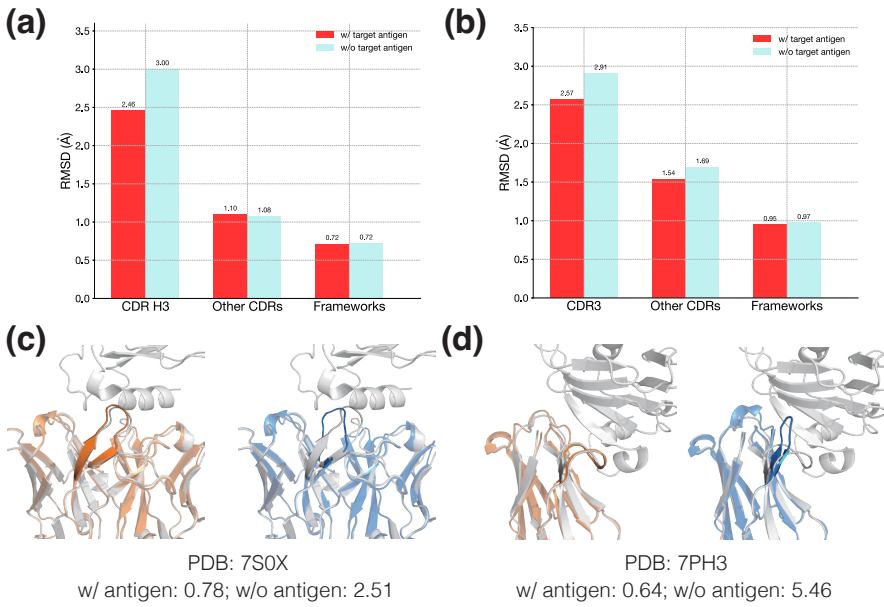 (a)
w/ target antigen
w/o target antigen
3.5
3.0
2.5
2.0
1.5
1.0
0.5
0.0
RMSD (Å)
2.46
3.00
1.10
1.08
0.72
0.72
CDR H3
Other CDRs
Frameworks
(b)
w/ target antigen
w/o target antigen
3.5
3.0
2.5
2.0
1.5
1.0
0.5
0.0
RMSD (Å)
2.57
2.91
1.54
1.69
0.95
0.97
CDR3
Other CDRs
Frameworks
(c)
PDB: 7S0X
w/ antigen: 0.78; w/o antigen: 2.51
(d)
PDB: 7PH3
w/ antigen: 0.64; w/o antigen: 5.46